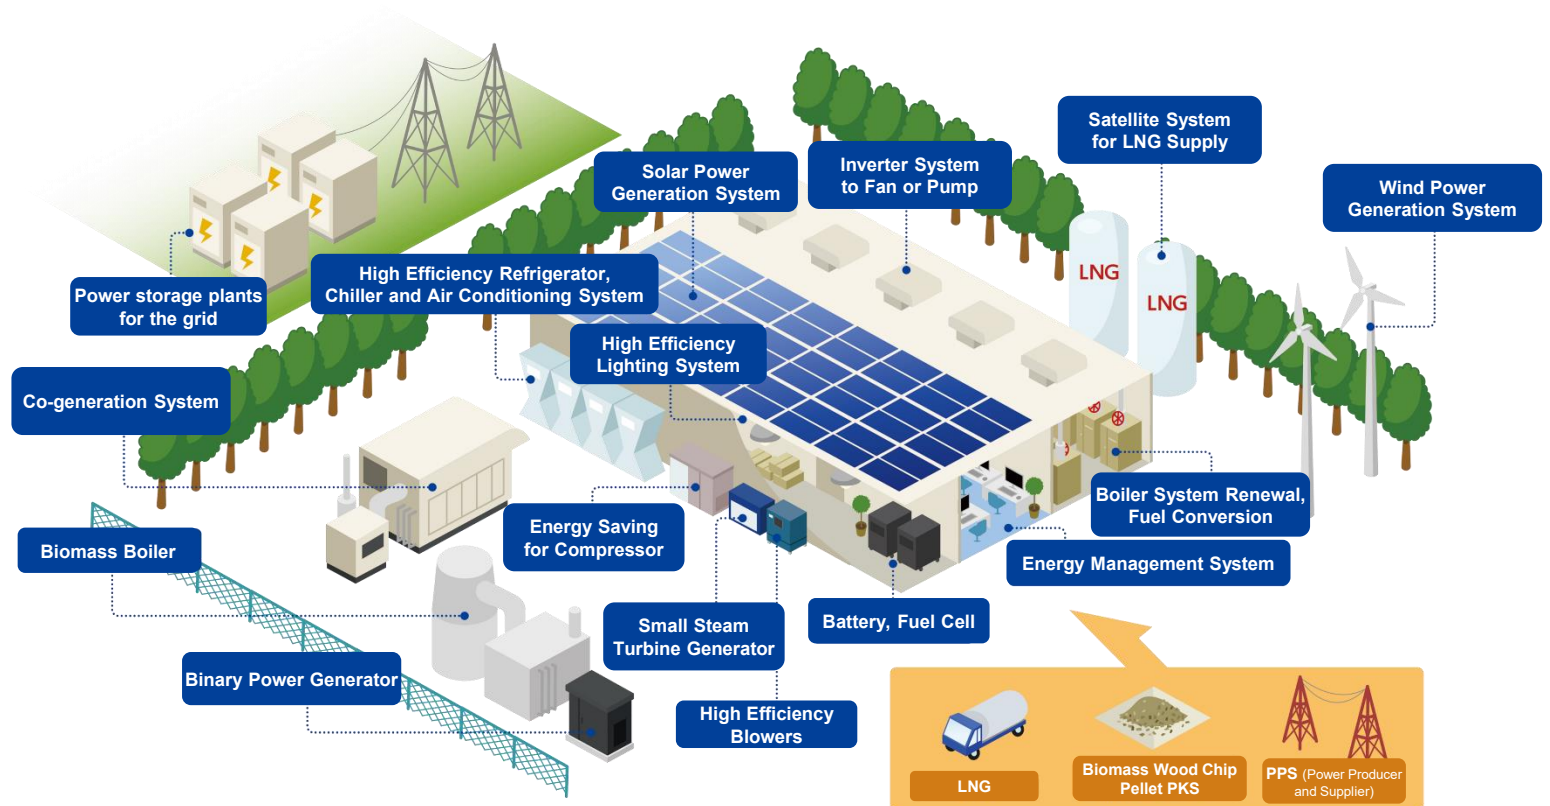 Satellite System
for LNG Supply
Solar Power
Generation System
Inverter System
to Fan or Pump
Wind Power
Generation System
High Efficiency Refrigerator,
Chiller and Air Conditioning System
Power storage plants
for the grid
LNG
LNG
High Efficiency
Lighting System
Co-generation System
Boiler System Renewal,
Fuel Conversion
Energy Saving
for Compressor
Biomass Boiler
Energy Management System
Small Steam
Turbine Generator
Battery, Fuel Cell
Binary Power Generator
High Efficiency
Blowers
LNG
Biomass Wood Chip
Pellet PKS
PPS (Power Producer
and Supplier)